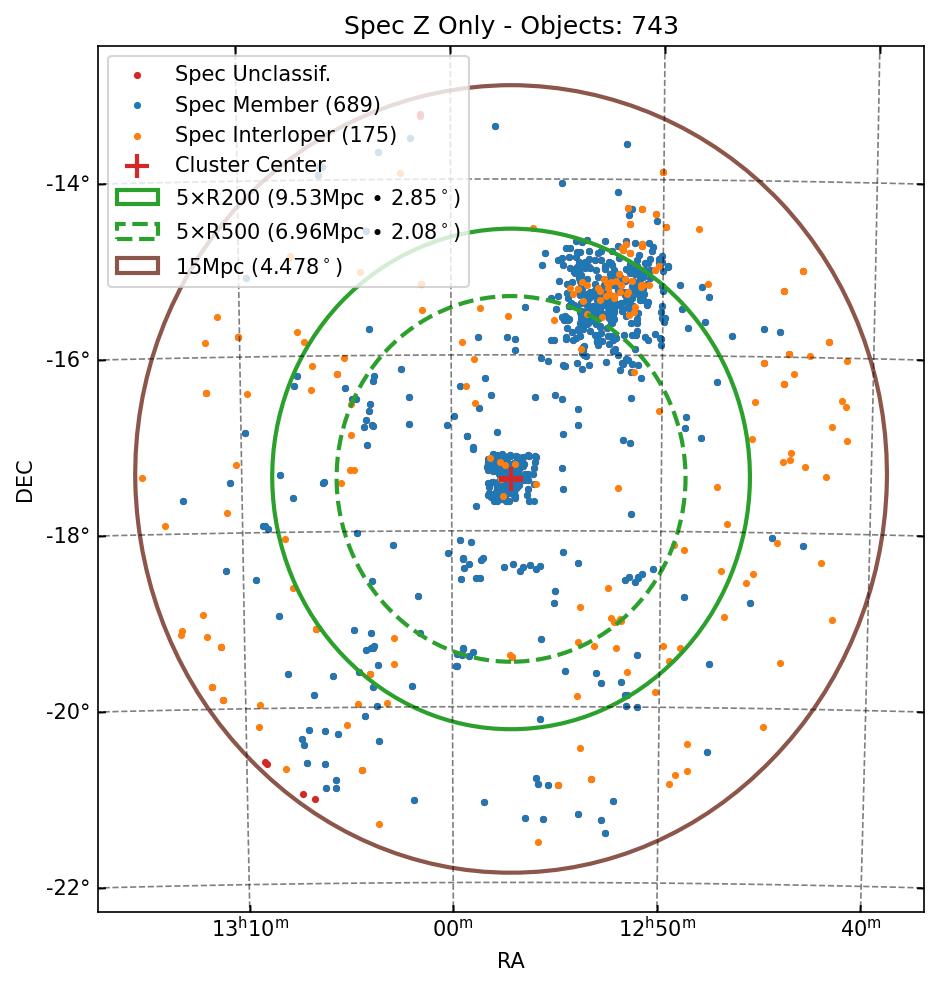 Spec Z Only - Objects: 743
Spec Unclassif.
Spec Member (689)
Spec Interloper (175)
Cluster Center
5×R200 (9.53Mpc • 2.85°)
5×R500 (6.96Mpc • 2.08°)
15Mpc (4.478°)
-14°
-16°
-18°
-20°
-22°
DEC
13ʰ10ᵐ 00ᵐ 12ʰ50ᵐ 40ᵐ
RA